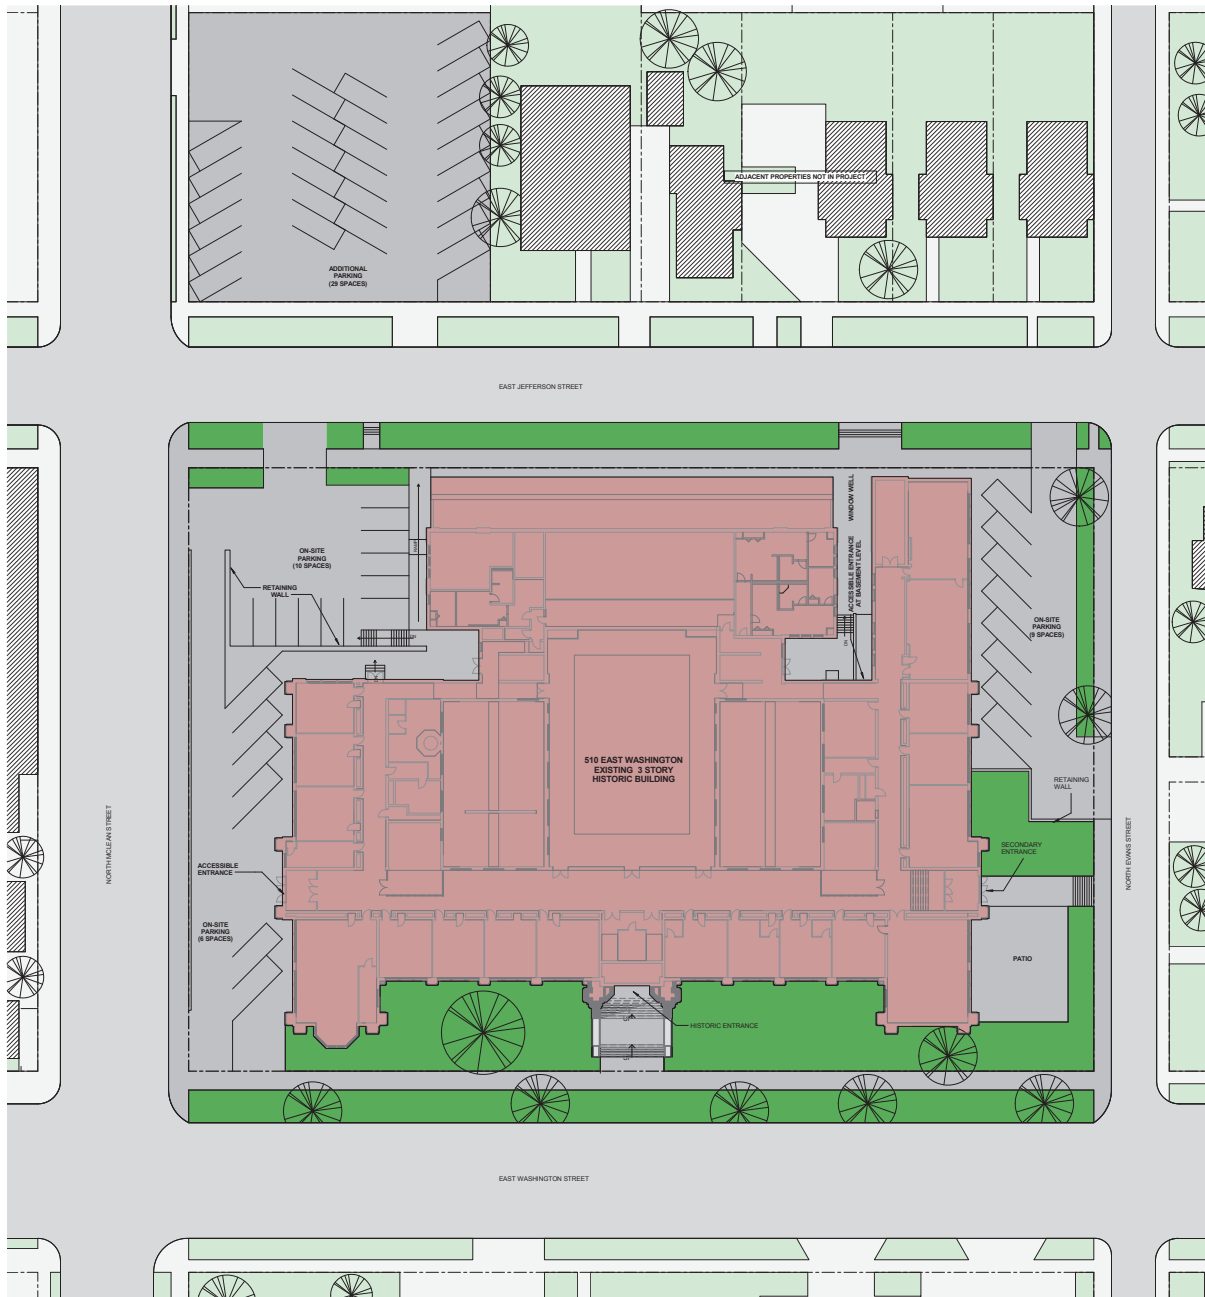 ADJACENT PROPERTIES NOT IN PROJECT
ADDITIONAL
PARKING
(29 SPACES)
EAST JEFFERSON STREET
WINDOW WELL
ACCESSIBLE ENTRANCE
AT BASEMENT LEVEL
ON-SITE
PARKING
(10 SPACES)
RAMP
RETAINING
WALL
DN
DN
ON-SITE
PARKING
(9 SPACES)
510 EAST WASHINGTON
EXISTING 3 STORY
HISTORIC BUILDING
RETAINING
WALL
NORTH MCLEAN STREET
NORTH EVANS STREET
SECONDARY
ENTRANCE
ACCESSIBLE
ENTRANCE
ON-SITE
PARKING
(6 SPACES)
PATIO
HISTORIC ENTRANCE
EAST WASHINGTON STREET